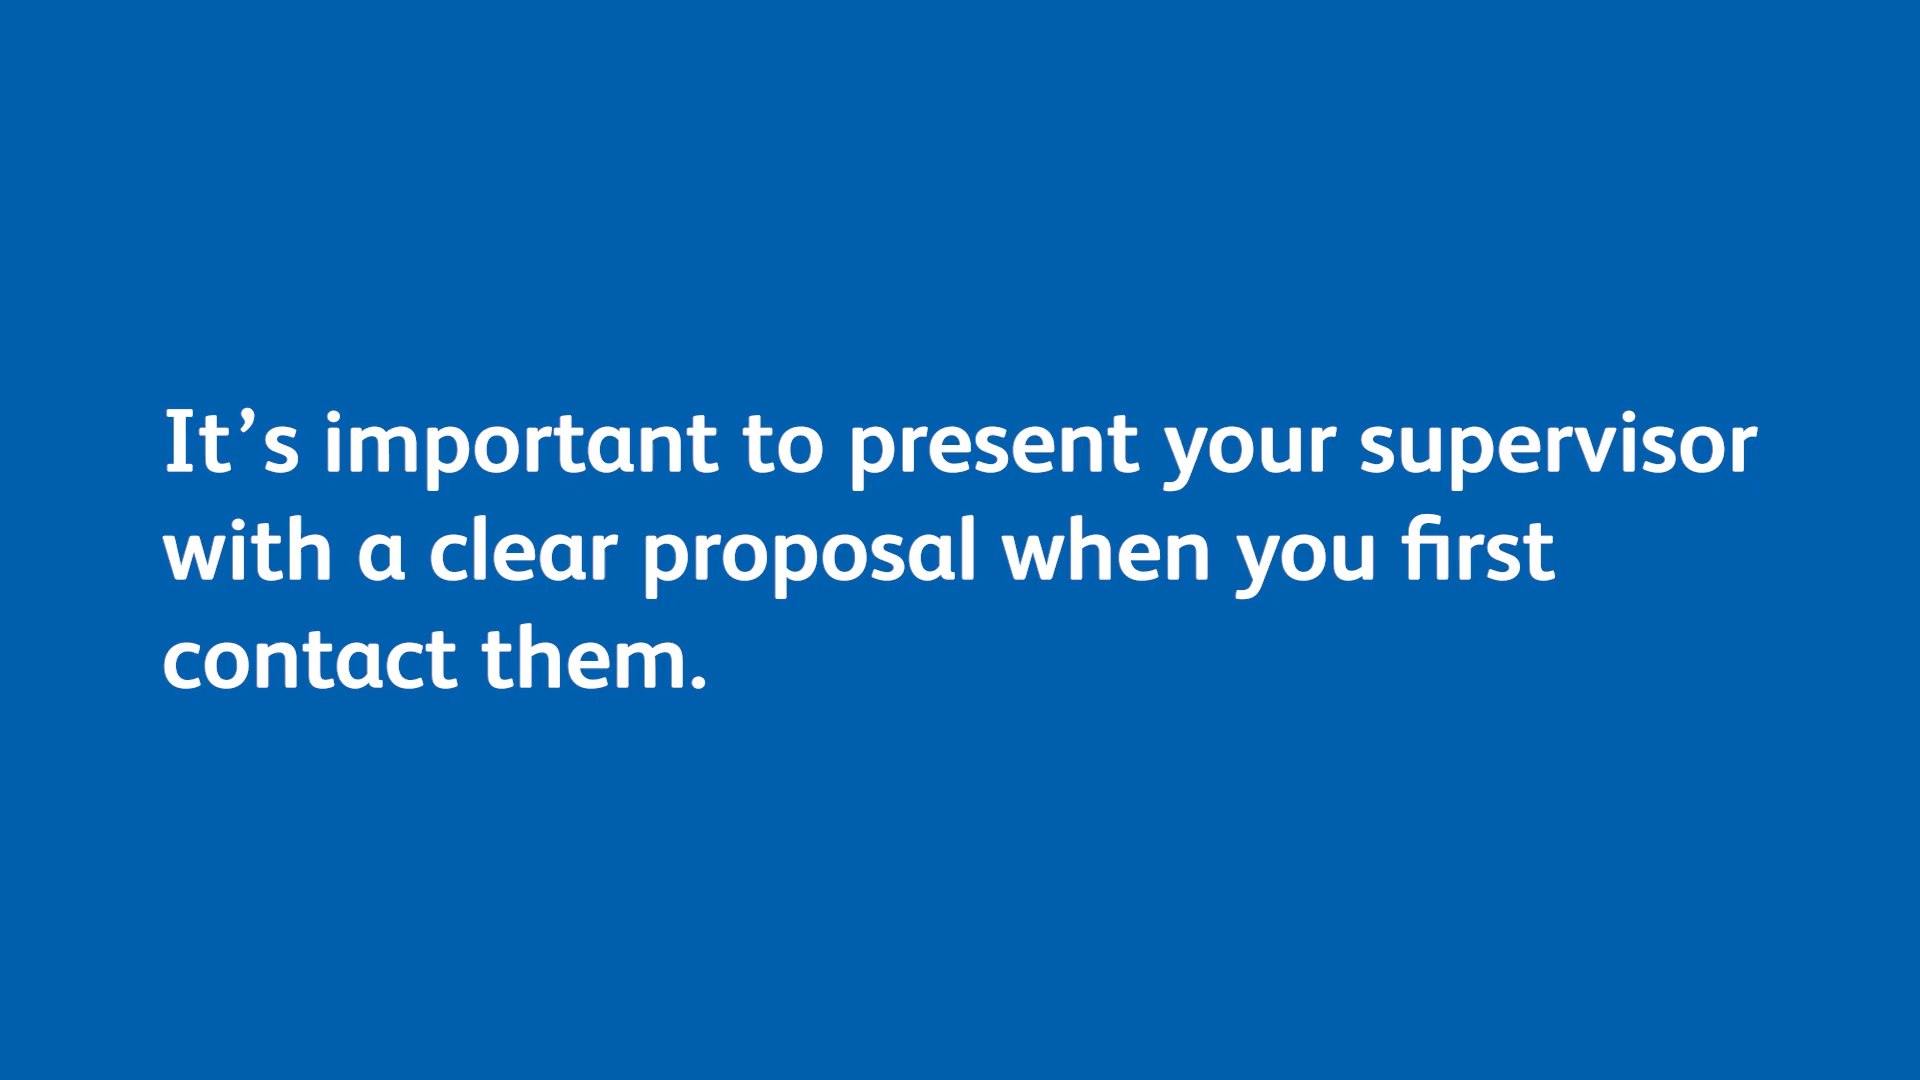 It’s important to present your supervisor
with a clear proposal when you first
contact them.